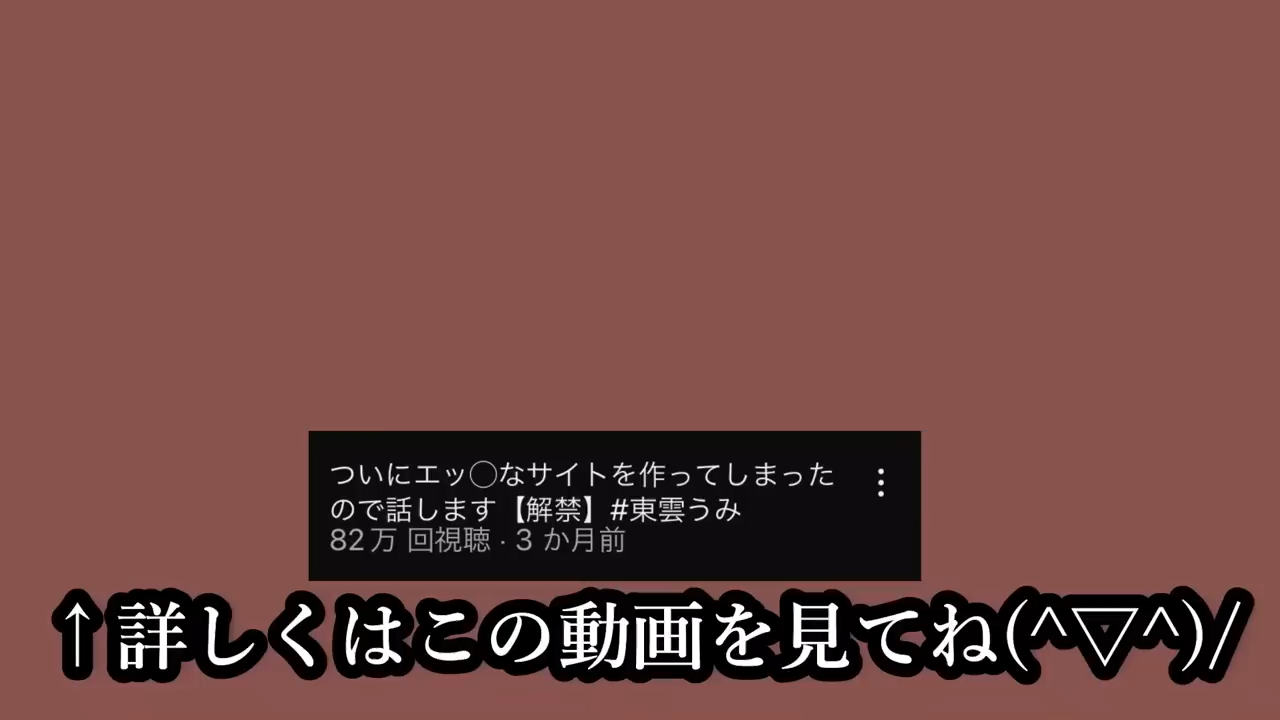 ついにエッ◯なサイトを作ってしまった
ので話します【解禁】#東雲うみ
82万 回視聴 · 3 か月前
↑詳しくはこの動画を見てね(^▽^)/